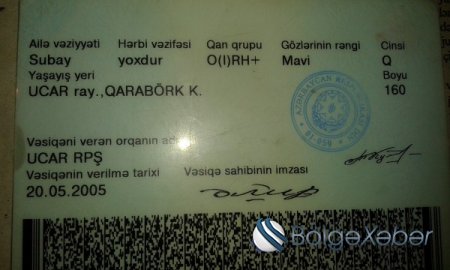 Ailə vəziyyəti Hərbi vəzifəsi Qan qrupu Gözlərinin rəngi Cinsi
Subay yoxdur O(I)RH+ Mavi Q
Yaşayış yeri Boyu
UCAR ray.,QARABÖRK K. 160
Vəsiqəni verən orqanın adı
UCAR RPŞ
Vəsiqənin verilmə tarixi Vəsiqə sahibinin imzası
20.05.2005
BölgəXəbər